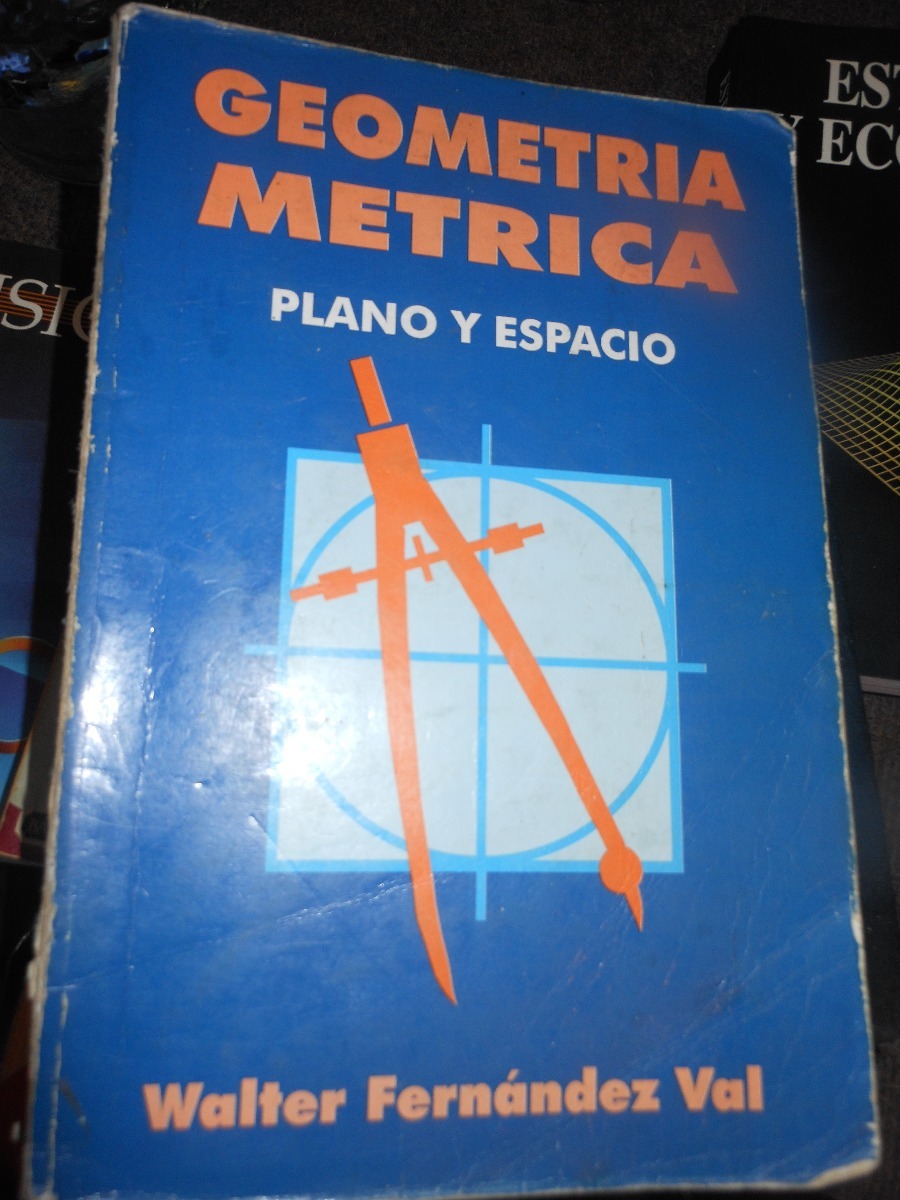 GEOMETRIA
METRICA
PLANO Y ESPACIO
Walter Fernández Val